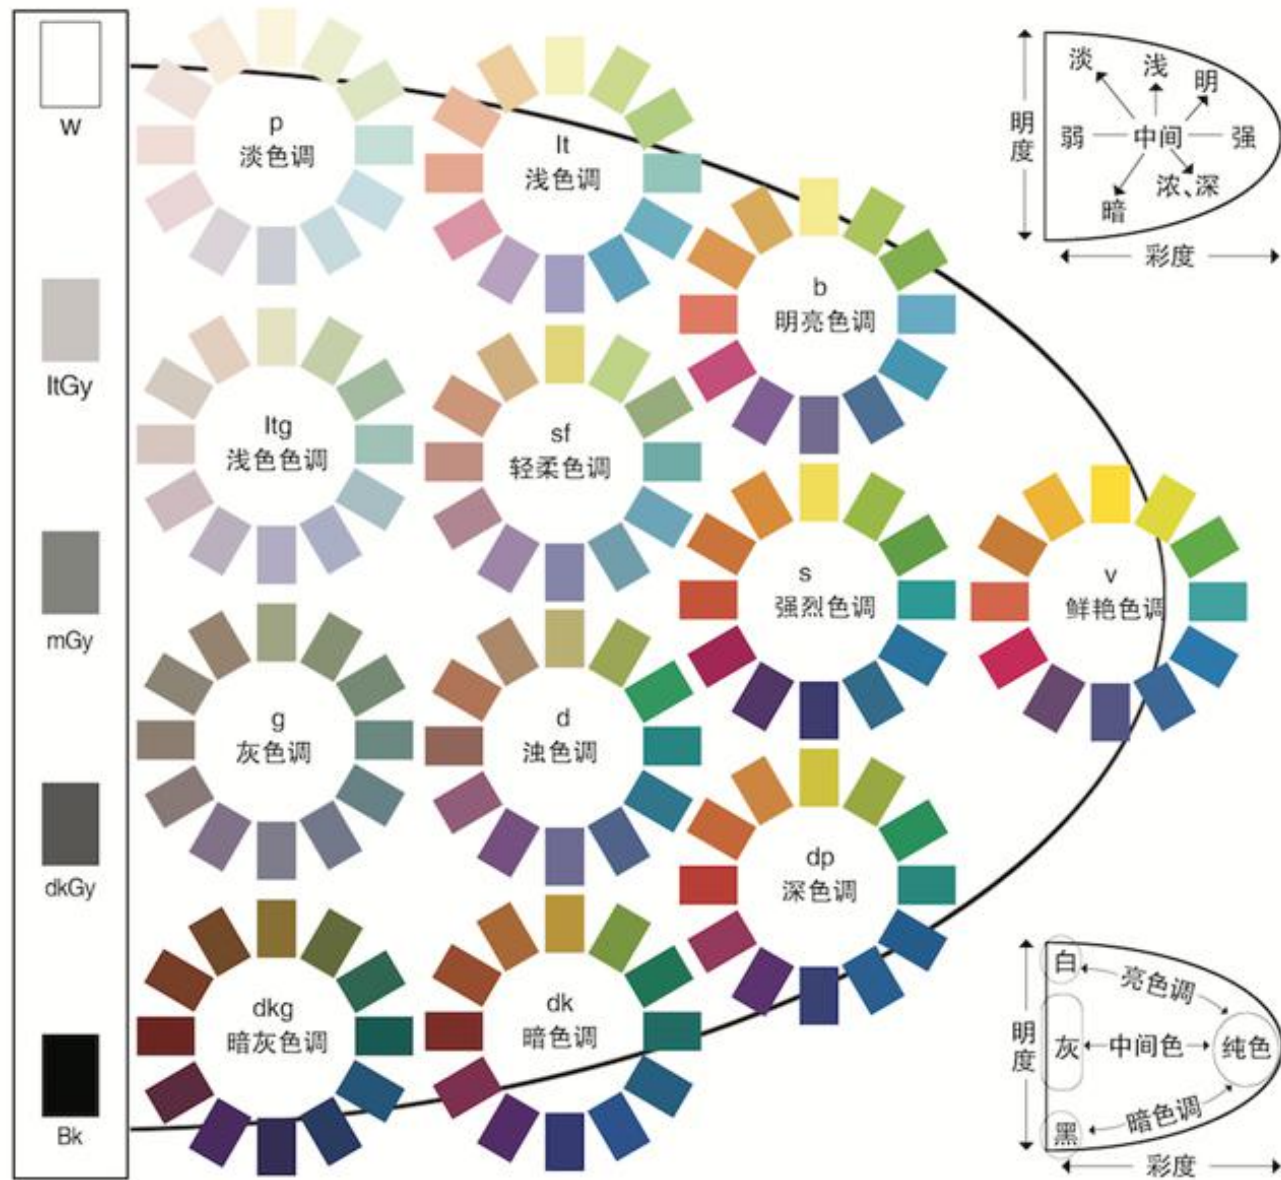 W
ltGy
mGy
dkGy
Bk
p
淡色调
lt
浅色调
b
明亮色调
ltg
浅色色调
sf
轻柔色调
s
强烈色调
v
鲜艳色调
g
灰色调
d
浊色调
dp
深色调
dkg
暗灰色调
dk
暗色调
明度
淡
浅
明
弱
中间
强
浓、深
暗
彩度
明度
白
亮色调
灰
中间色
纯色
暗色调
黑
彩度